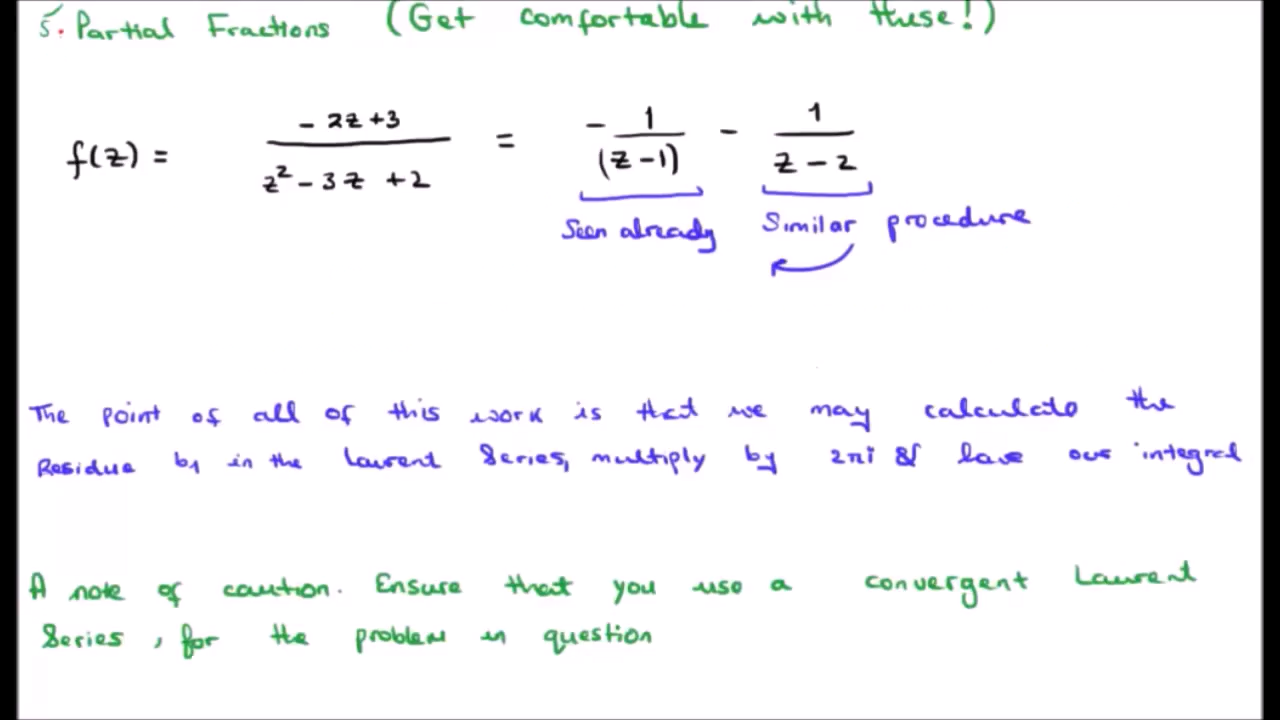 5. Partial Fractions (Get comfortable with these!)
f(z) = (-2z+3)/(z² - 3z + 2) = - 1/(z-1) - 1/(z-2)
Seen already Similar procedure
The point of all of this work is that we may calculate the
Residue b₁ in the Laurent Series, multiply by 2πi & have our integral
A note of caution. Ensure that you use a convergent Laurent
Series, for the problem in question